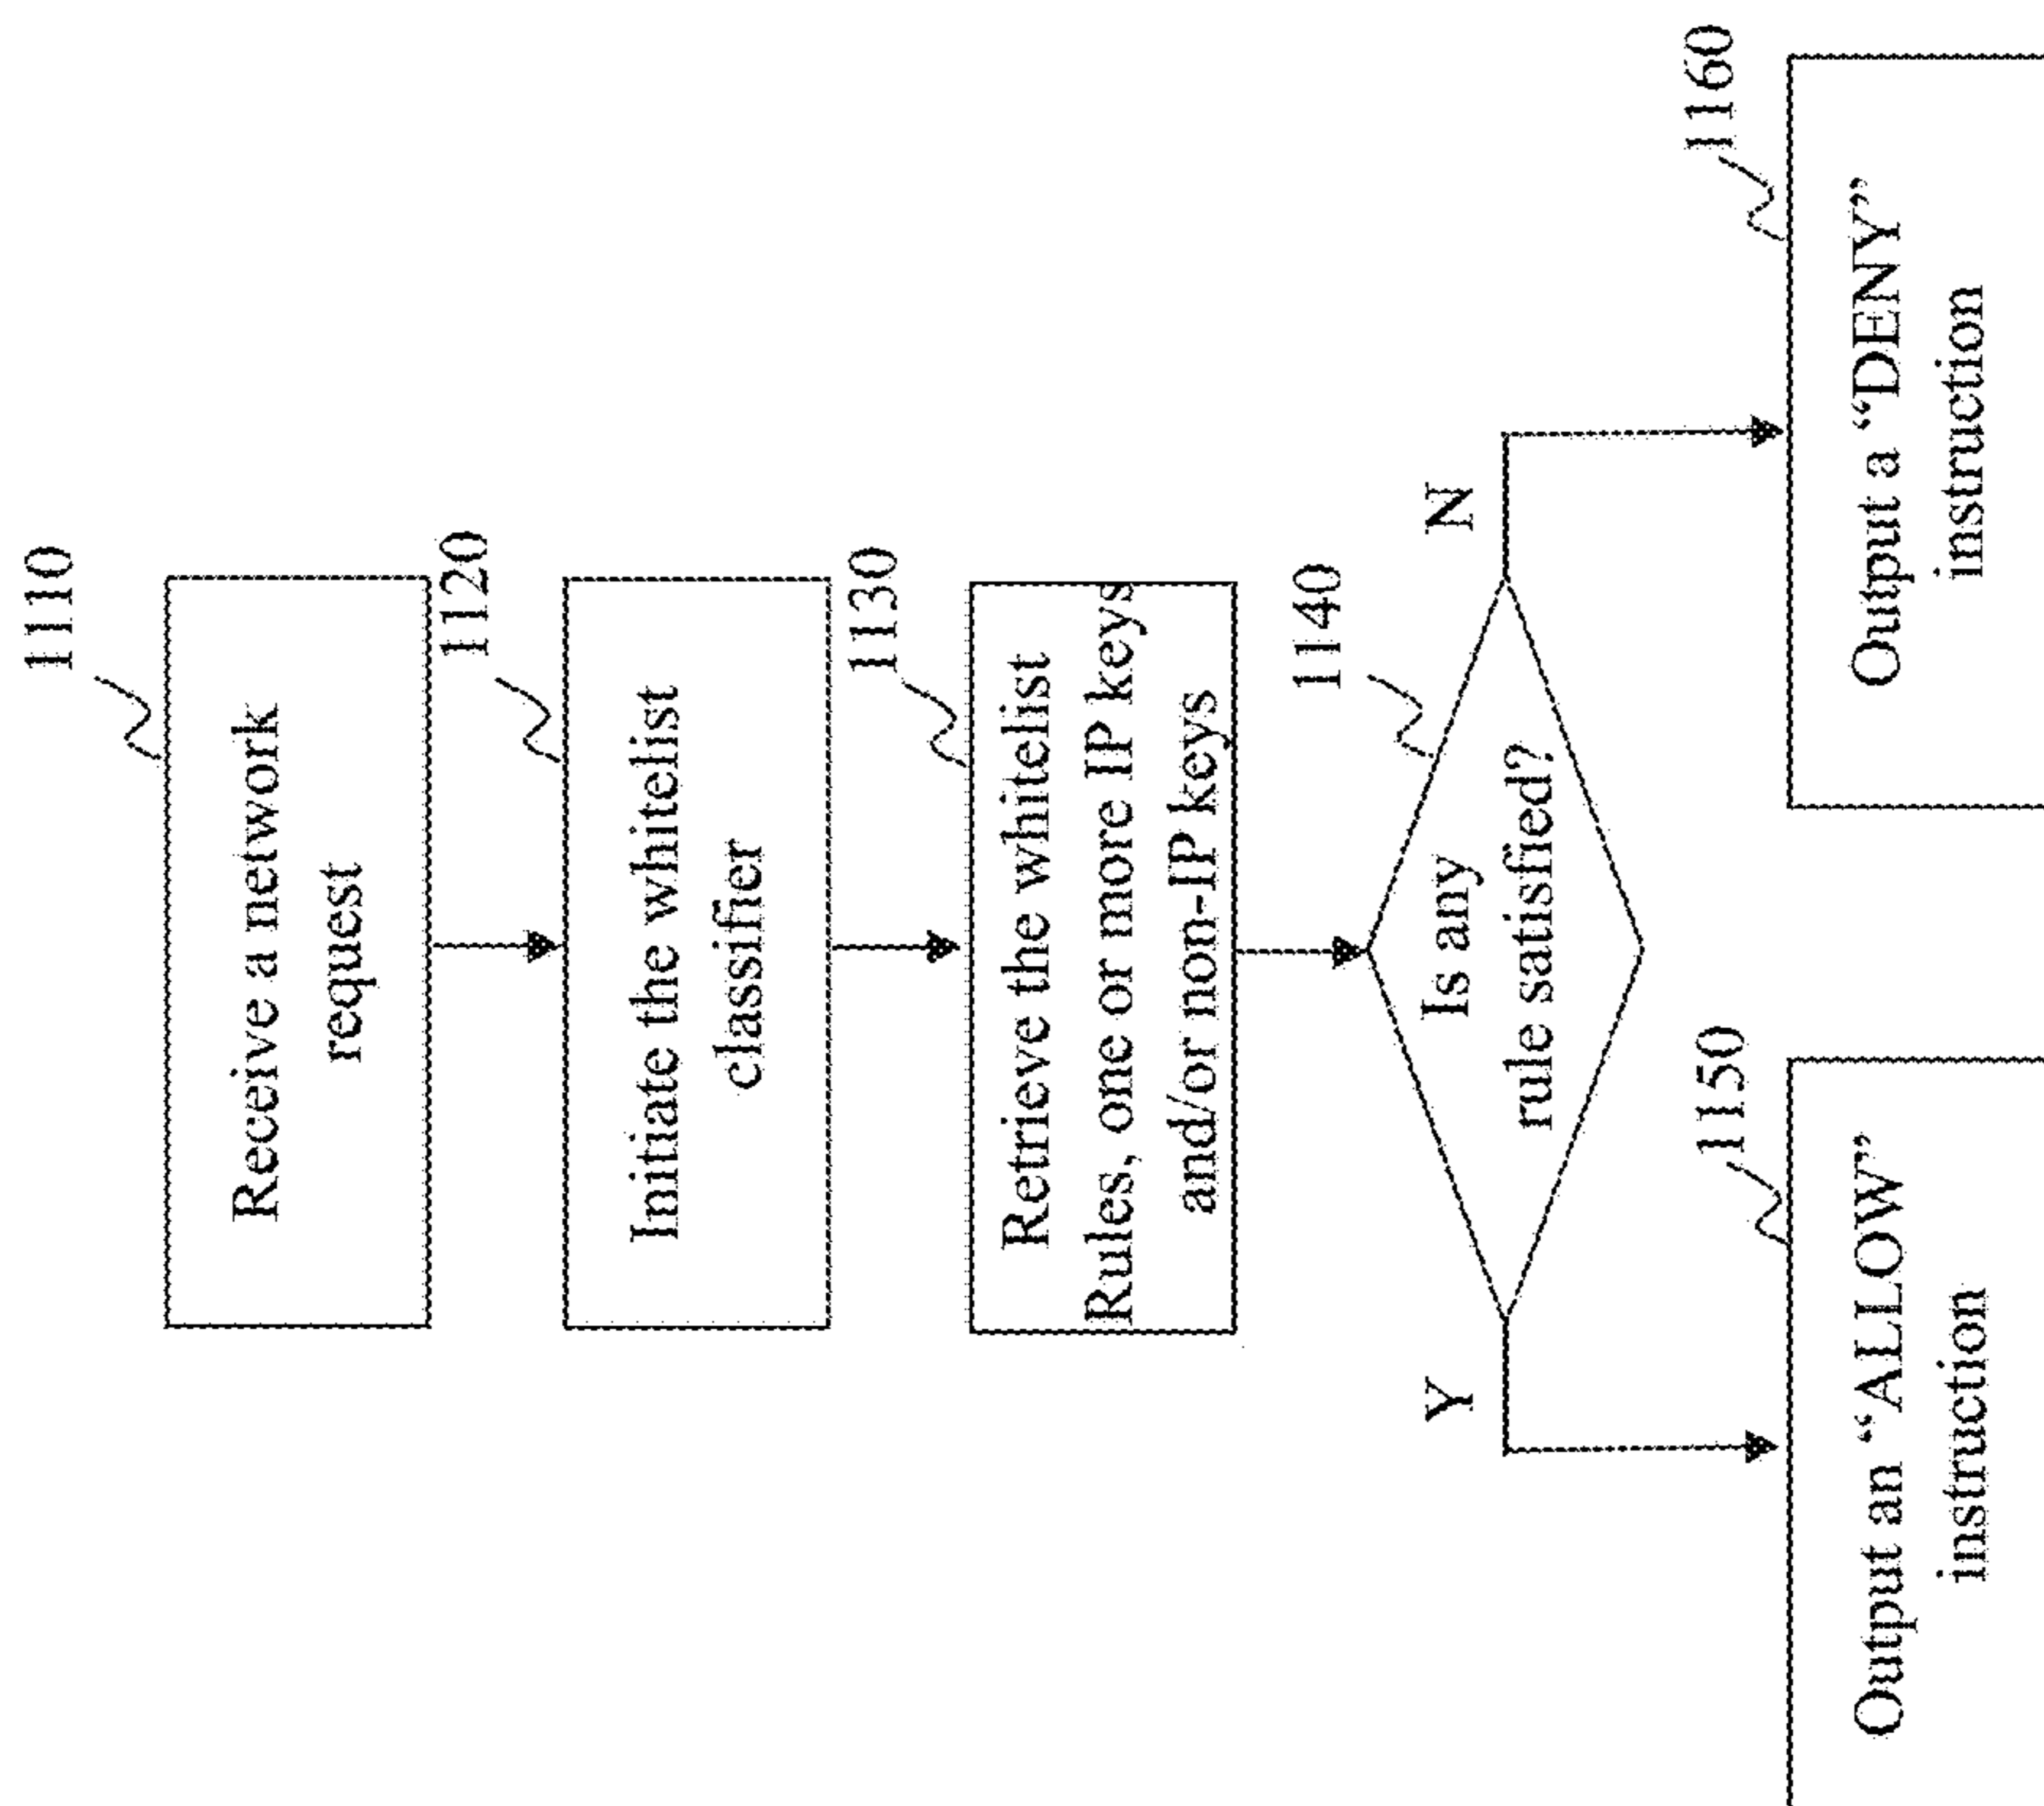 1110
Receive a network
request
1120
Initiate the whitelist
classifier
1130
Retrieve the whitelist
Rules, one or more IP keys
and/or non-IP keys
1140
Is any
rule satisfied?
Y
N
1150
Output an “ALLOW”
instruction
1160
Output a “DENY”
instruction